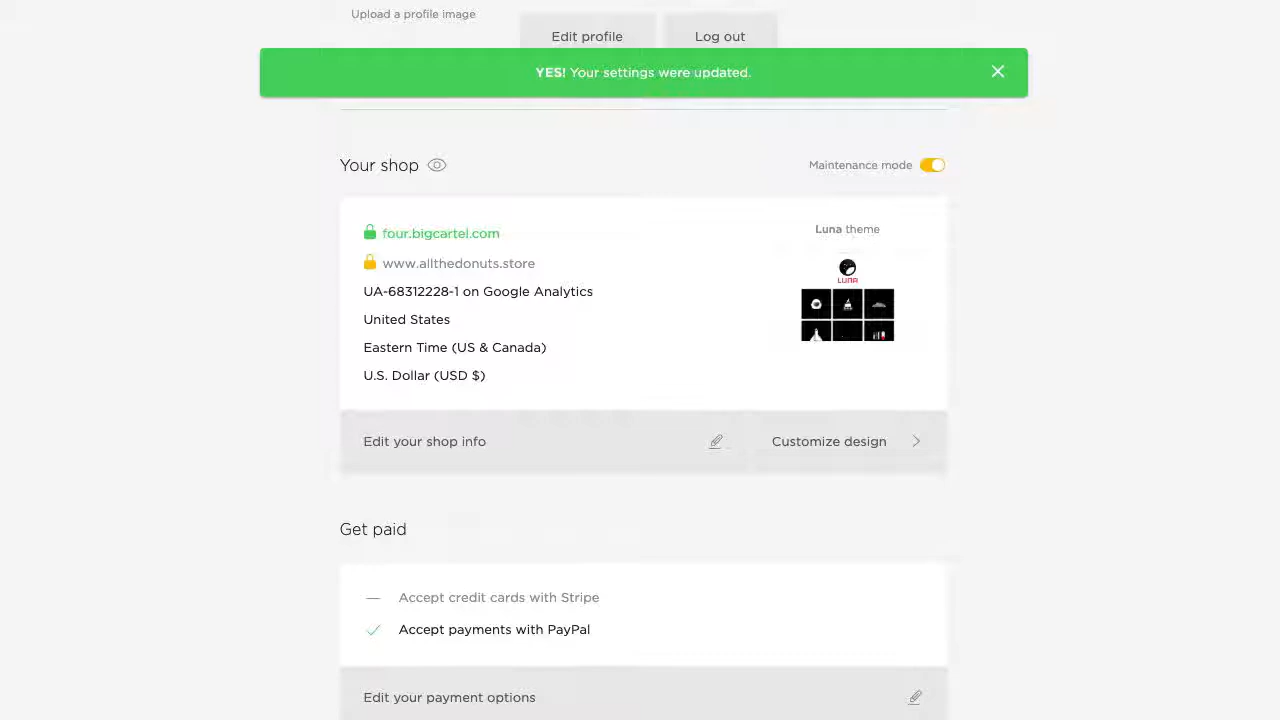 Upload a profile image
Edit profile
Log out
YES! Your settings were updated.
Your shop
Maintenance mode
four.bigcartel.com
Luna theme
www.allthedonuts.store
LUNA
UA-68312228-1 on Google Analytics
United States
Eastern Time (US & Canada)
U.S. Dollar (USD $)
Edit your shop info
Customize design
Get paid
Accept credit cards with Stripe
Accept payments with PayPal
Edit your payment options